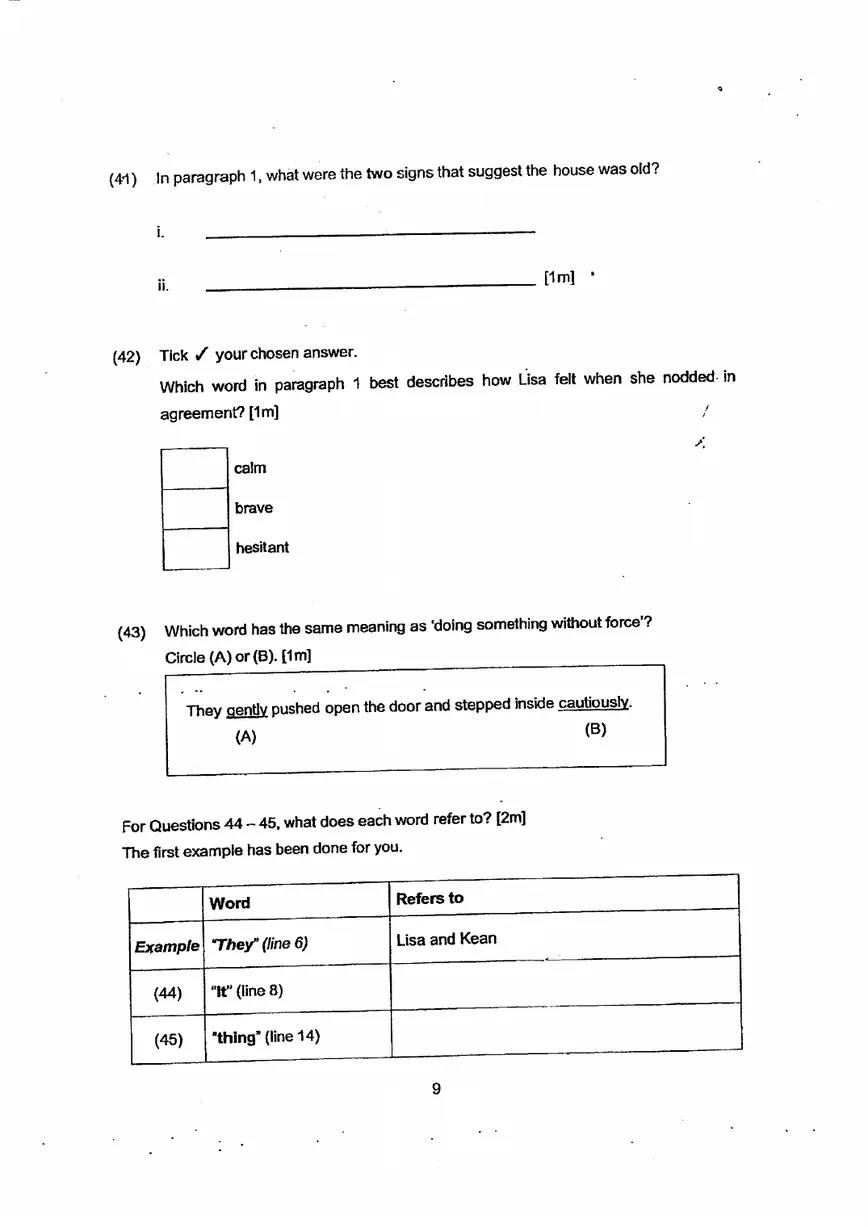 (41) In paragraph 1, what were the two signs that suggest the house was old?
i.
ii. [1m]
(42) Tick ✓ your chosen answer.
Which word in paragraph 1 best describes how Lisa felt when she nodded in
agreement? [1m]
calm
brave
hesitant
(43) Which word has the same meaning as 'doing something without force'?
Circle (A) or (B). [1m]
They gently pushed open the door and stepped inside cautiously.
(A) (B)
For Questions 44 – 45, what does each word refer to? [2m]
The first example has been done for you.
Word Refers to
Example "They" (line 6) Lisa and Kean
(44) "It" (line 8)
(45) "thing" (line 14)
9